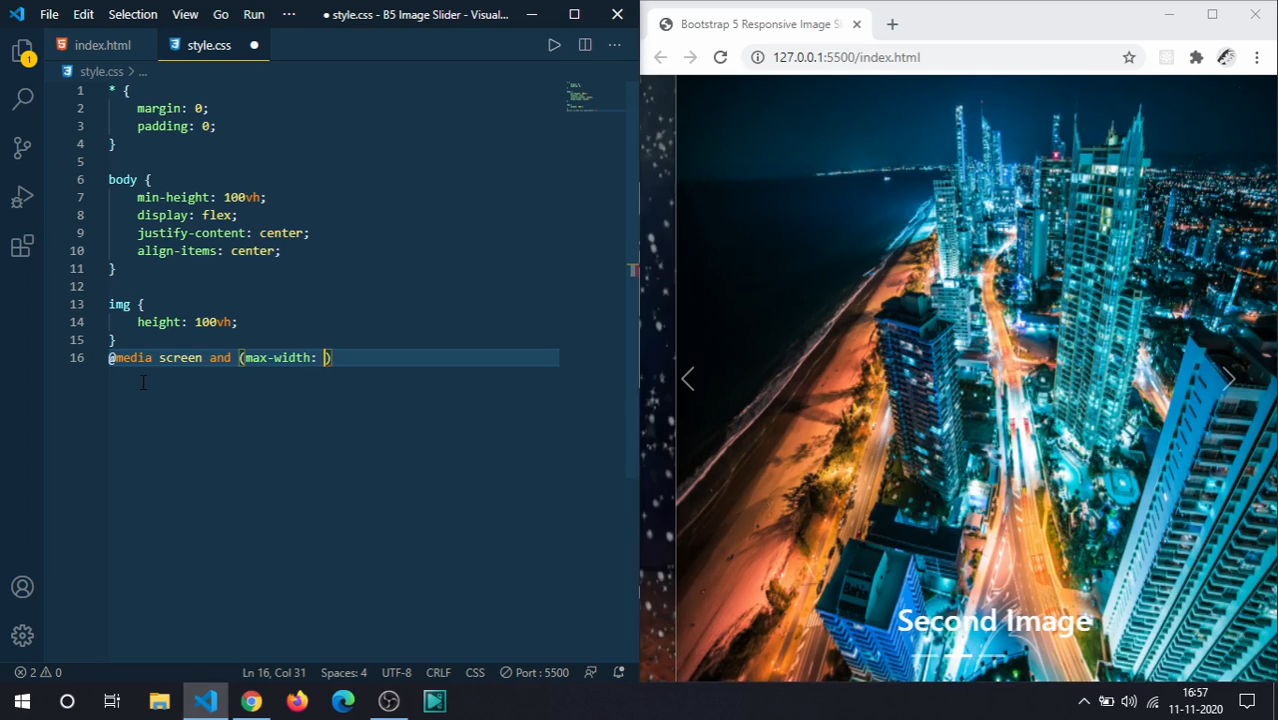 File Edit Selection View Go Run ··· ● style.css - B5 Image Slider - Visual...
index.html style.css ●
style.css > ...
1 * {
2 margin: 0;
3 padding: 0;
4 }
5
6 body {
7 min-height: 100vh;
8 display: flex;
9 justify-content: center;
10 align-items: center;
11 }
12
13 img {
14 height: 100vh;
15 }
16 @media screen and (max-width: )
1
2 0 Ln 16, Col 31 Spaces: 4 UTF-8 CRLF CSS Port : 5500
Bootstrap 5 Responsive Image Sl
127.0.0.1:5500/index.html
Second Image
16:57
11-11-2020